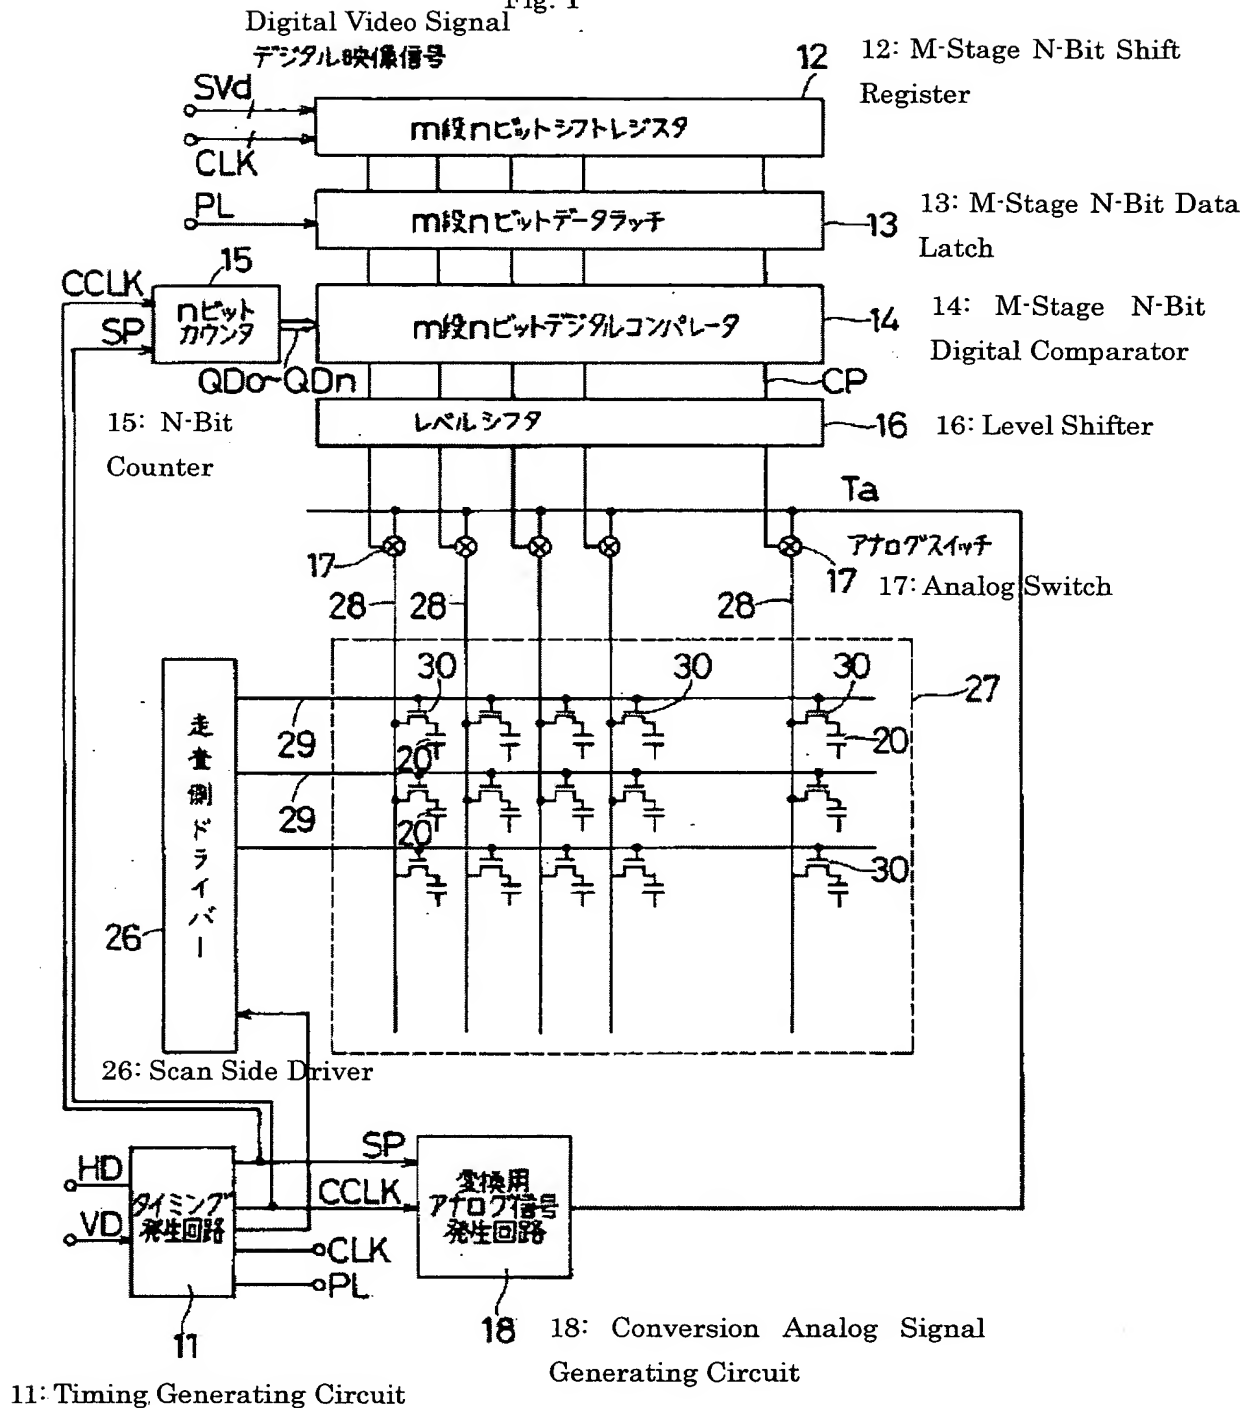 Fig. 1
Digital Video Signal
デジタル映像信号
SVd
CLK
12
12: M-Stage N-Bit Shift
Register
m段nビットシフトレジスタ
PL
m段nビットデータラッチ
13
13: M-Stage N-Bit Data
Latch
CCLK
SP
15
nビット
カウンタ
QDo~QDn
m段nビットデジタルコンパレータ
14
14: M-Stage N-Bit
Digital Comparator
CP
15: N-Bit
Counter
レベルシフタ
16
16: Level Shifter
Ta
アナログスイッチ
17
17
17: Analog Switch
28
28
28
30
30
30
27
29
20
20
29
20
30
走査側ドライバー
26
26: Scan Side Driver
HD
VD
タイミング
発生回路
SP
CCLK
CLK
PL
変換用
アナログ信号
発生回路
11
18
18: Conversion Analog Signal
Generating Circuit
11: Timing Generating Circuit